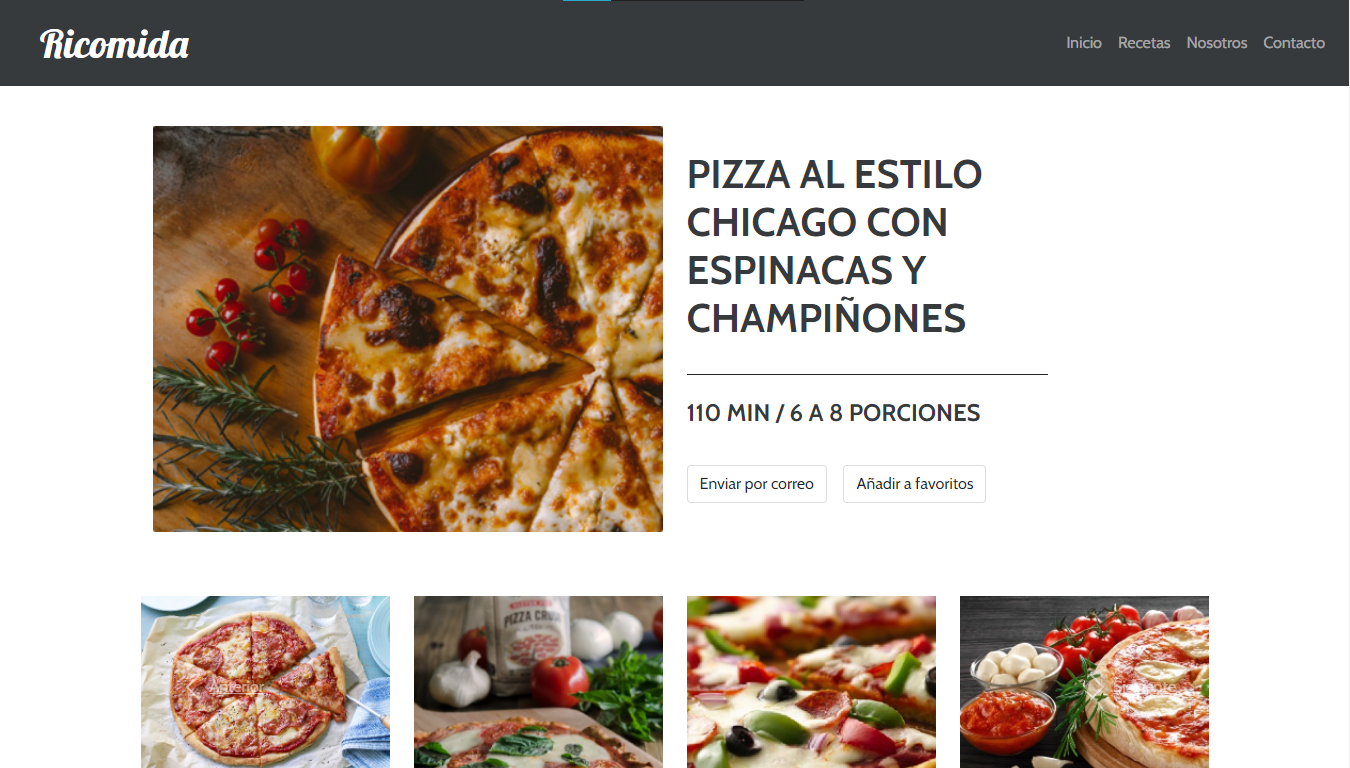 Ricomida
Inicio Recetas Nosotros Contacto
PIZZA AL ESTILO
CHICAGO CON
ESPINACAS Y
CHAMPIÑONES
110 MIN / 6 A 8 PORCIONES
Enviar por correo Añadir a favoritos
PIZZA
Anterior